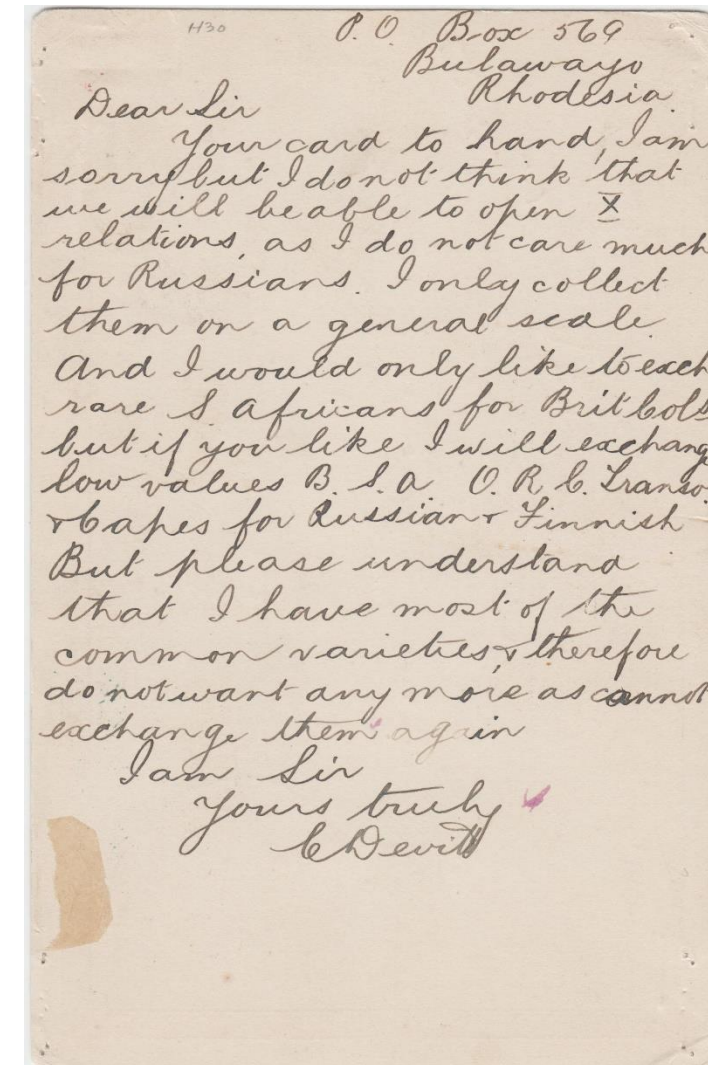 H30
P. O. Box 569
Bulawayo
Rhodesia.
Dear Sir
Your card to hand, I am
sorry but I do not think that
we will be able to open X
relations, as I do not care much
for Russians. I only collect
them on a general scale.
And I would only like to exch
rare S. Africans for Brit Cols
but if you like I will exchange
low values B. S. A O. R. C. Transv.
& Capes for Russian & Finnish
But please understand
that I have most of the
common varieties, & therefore
do not want any more as cannot
exchange them again
I am Sir
Yours truly
C Devitt